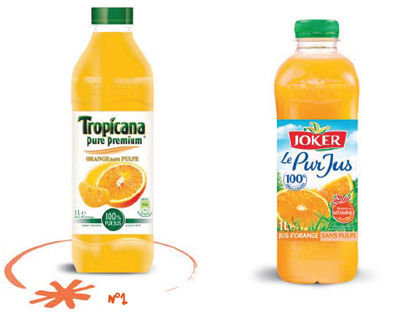 Tropicana
Pure Premium
ORANGE SANS PULPE
1L e
100%
PUR JUS
N°1
JOKER
Le Pur Jus
100%
VITAMINE
1L
JUS d'ORANGE SANS PULPE